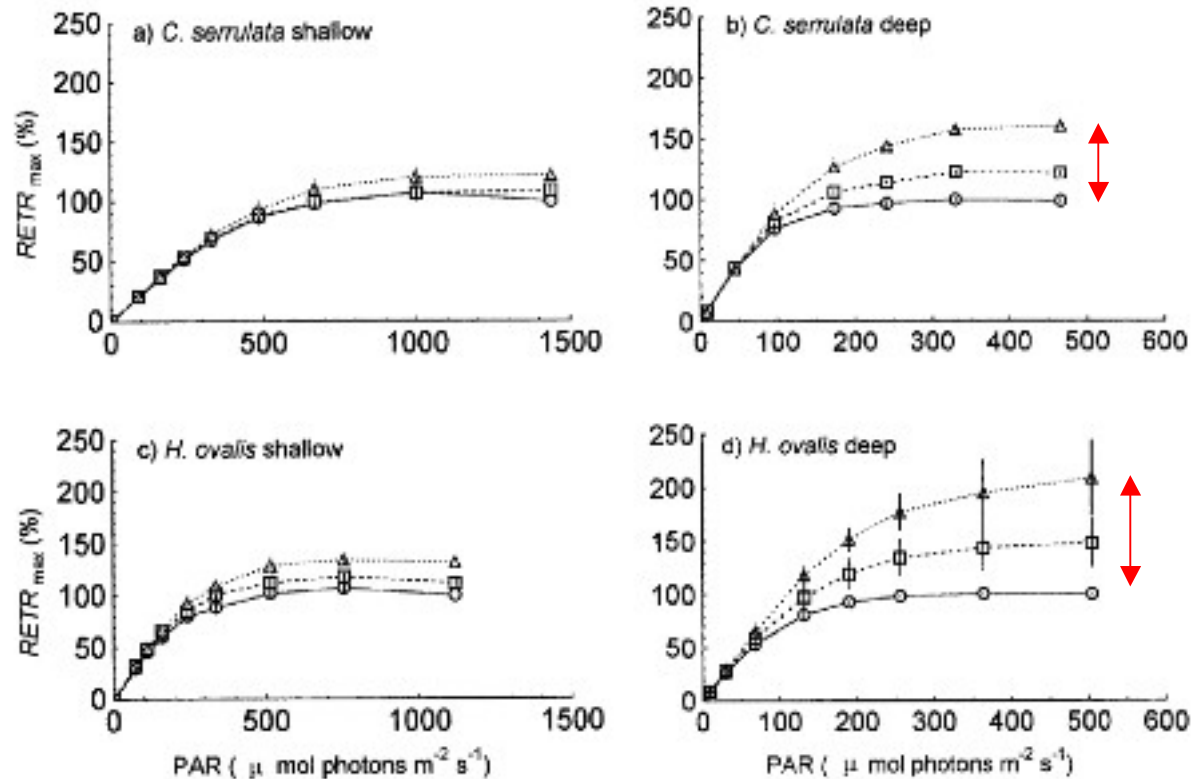 a) C. serrulata shallow
250
200
150
100
50
0
RETR max (%)
0 500 1000 1500
b) C. serrulata deep
250
200
150
100
50
0
0 100 200 300 400 500 600
c) H. ovalis shallow
250
200
150
100
50
0
RETR max (%)
0 500 1000 1500
PAR ( μ mol photons m-2 s-1)
d) H. ovalis deep
250
200
150
100
50
0
0 100 200 300 400 500 600
PAR ( μ mol photons m-2 s-1)